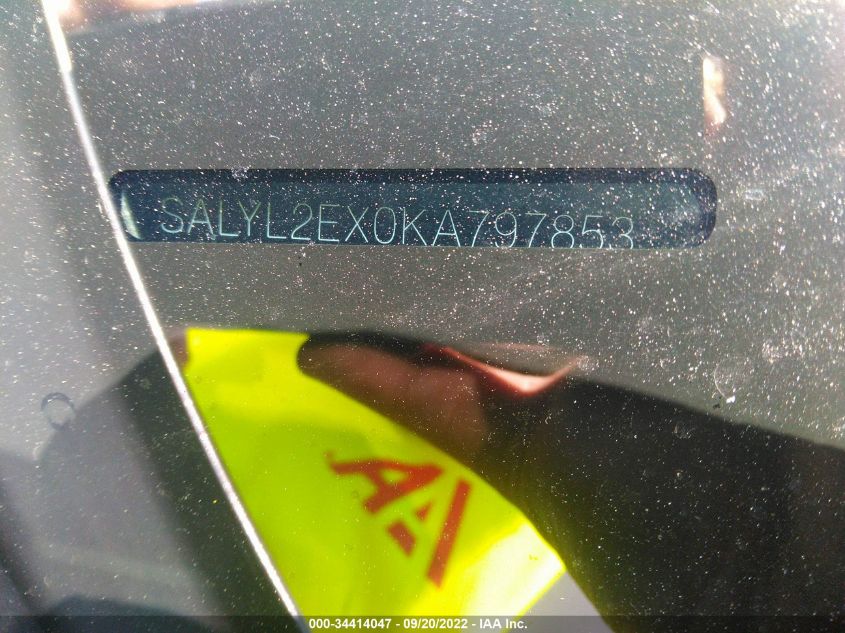 SALYL2EX0KA797853
IAA
000-34414047 - 09/20/2022 - IAA Inc.